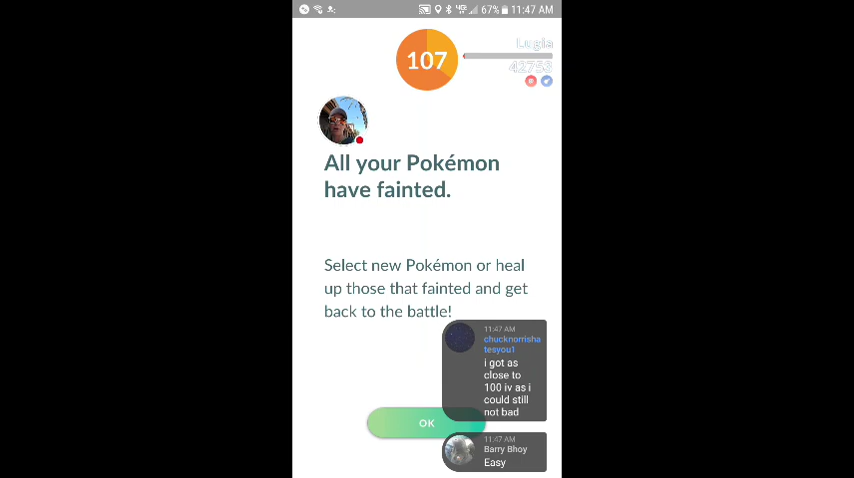 4G 67% 11:47 AM
107
Lugia
42753
All your Pokémon
have fainted.
Select new Pokémon or heal
up those that fainted and get
back to the battle!
11:47 AM
chucknorrisha
tesyou1
i got as
close to
100 iv as i
could still
not bad
OK
11:47 AM
Barry Bhoy
Easy